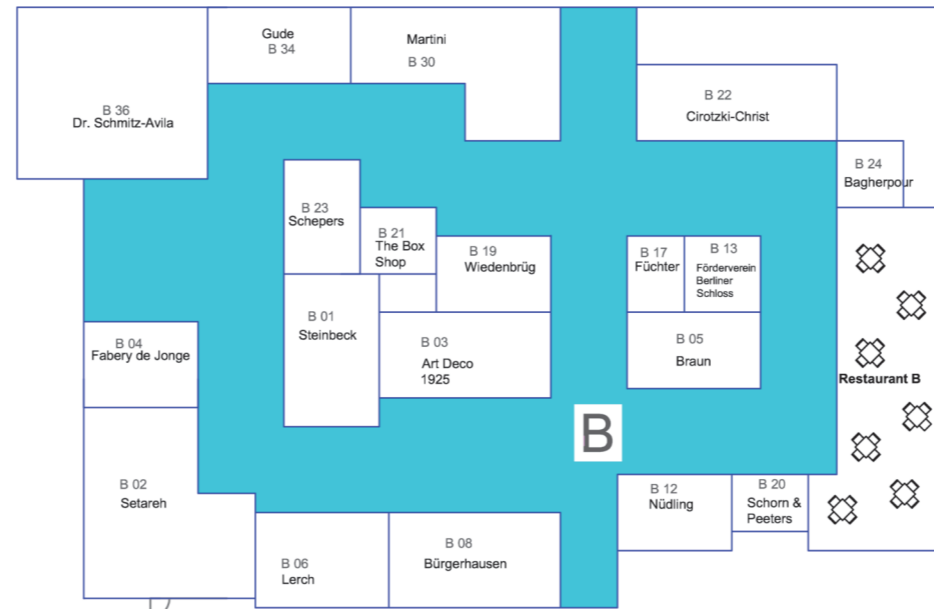 Gude
B 34
Martini
B 30
B 36
Dr. Schmitz-Avila
B 22
Cirotzki-Christ
B 24
Bagherpour
B 23
Schepers
B 21
The Box
Shop
B 19
Wiedenbrüg
B 17
Füchter
B 13
Förderverein
Berliner
Schloss
B 01
Steinbeck
B 03
Art Deco
1925
B 05
Braun
B 04
Fabery de Jonge
Restaurant B
B
B 02
Setareh
B 12
Nüdling
B 20
Schorn &
Peeters
B 06
Lerch
B 08
Bürgerhausen